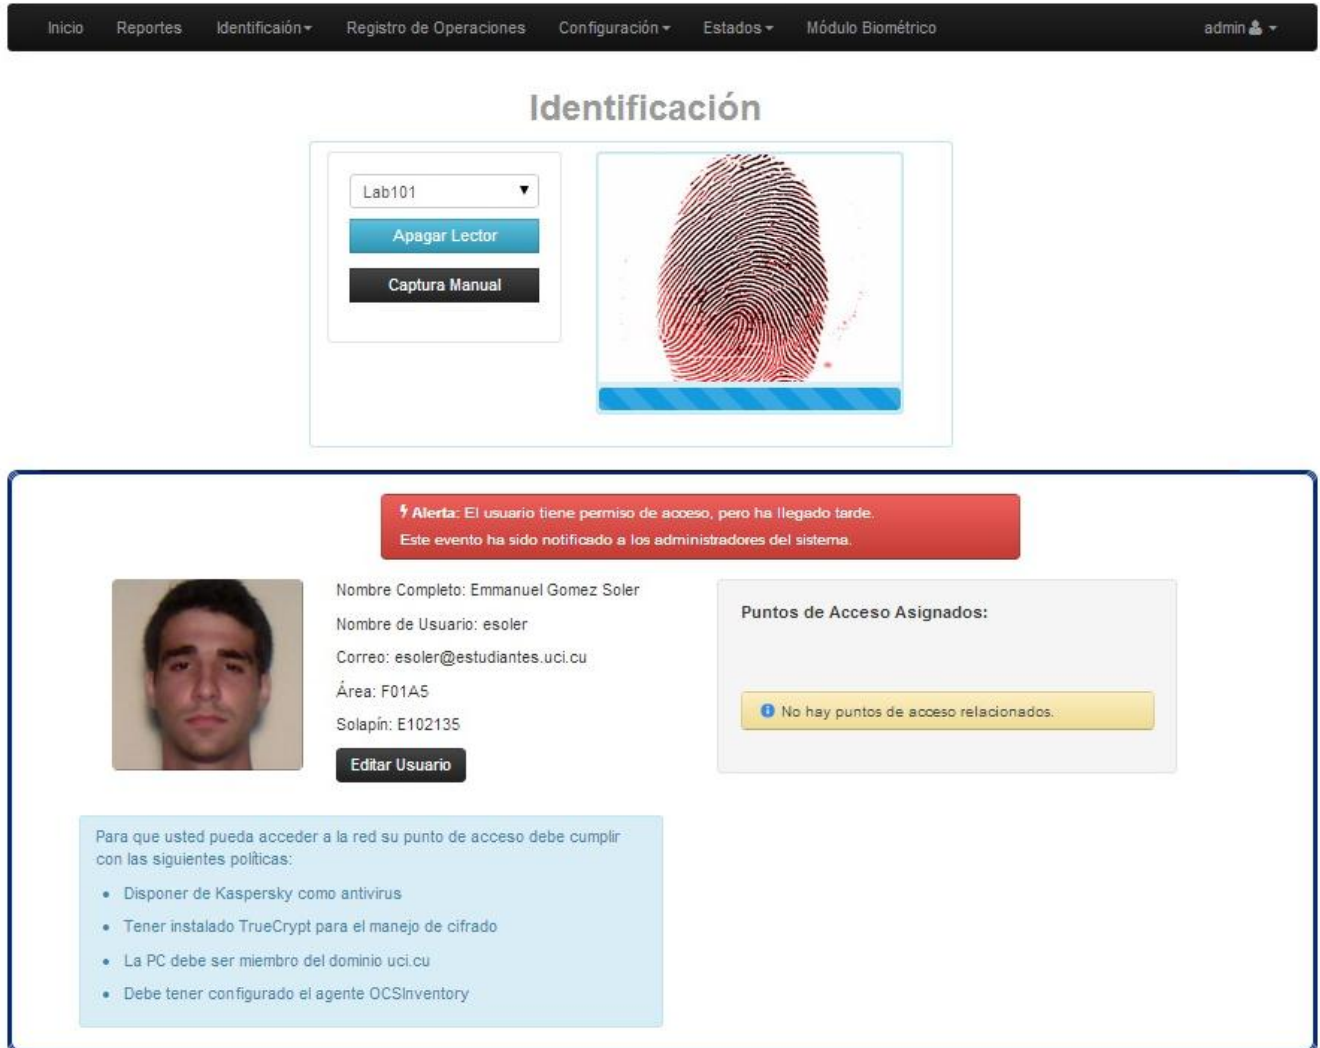 Inicio Reportes Identificaión Registro de Operaciones Configuración Estados Módulo Biométrico admin
Identificación
Lab101
Apagar Lector
Captura Manual
Alerta: El usuario tiene permiso de acceso, pero ha llegado tarde.
Este evento ha sido notificado a los administradores del sistema.
Nombre Completo: Emmanuel Gomez Soler
Nombre de Usuario: esoler
Correo: esoler@estudiantes.uci.cu
Área: F01A5
Solapín: E102135
Editar Usuario
Puntos de Acceso Asignados:
No hay puntos de acceso relacionados.
Para que usted pueda acceder a la red su punto de acceso debe cumplir
con las siguientes políticas:
• Disponer de Kaspersky como antivirus
• Tener instalado TrueCrypt para el manejo de cifrado
• La PC debe ser miembro del dominio uci.cu
• Debe tener configurado el agente OCSInventory